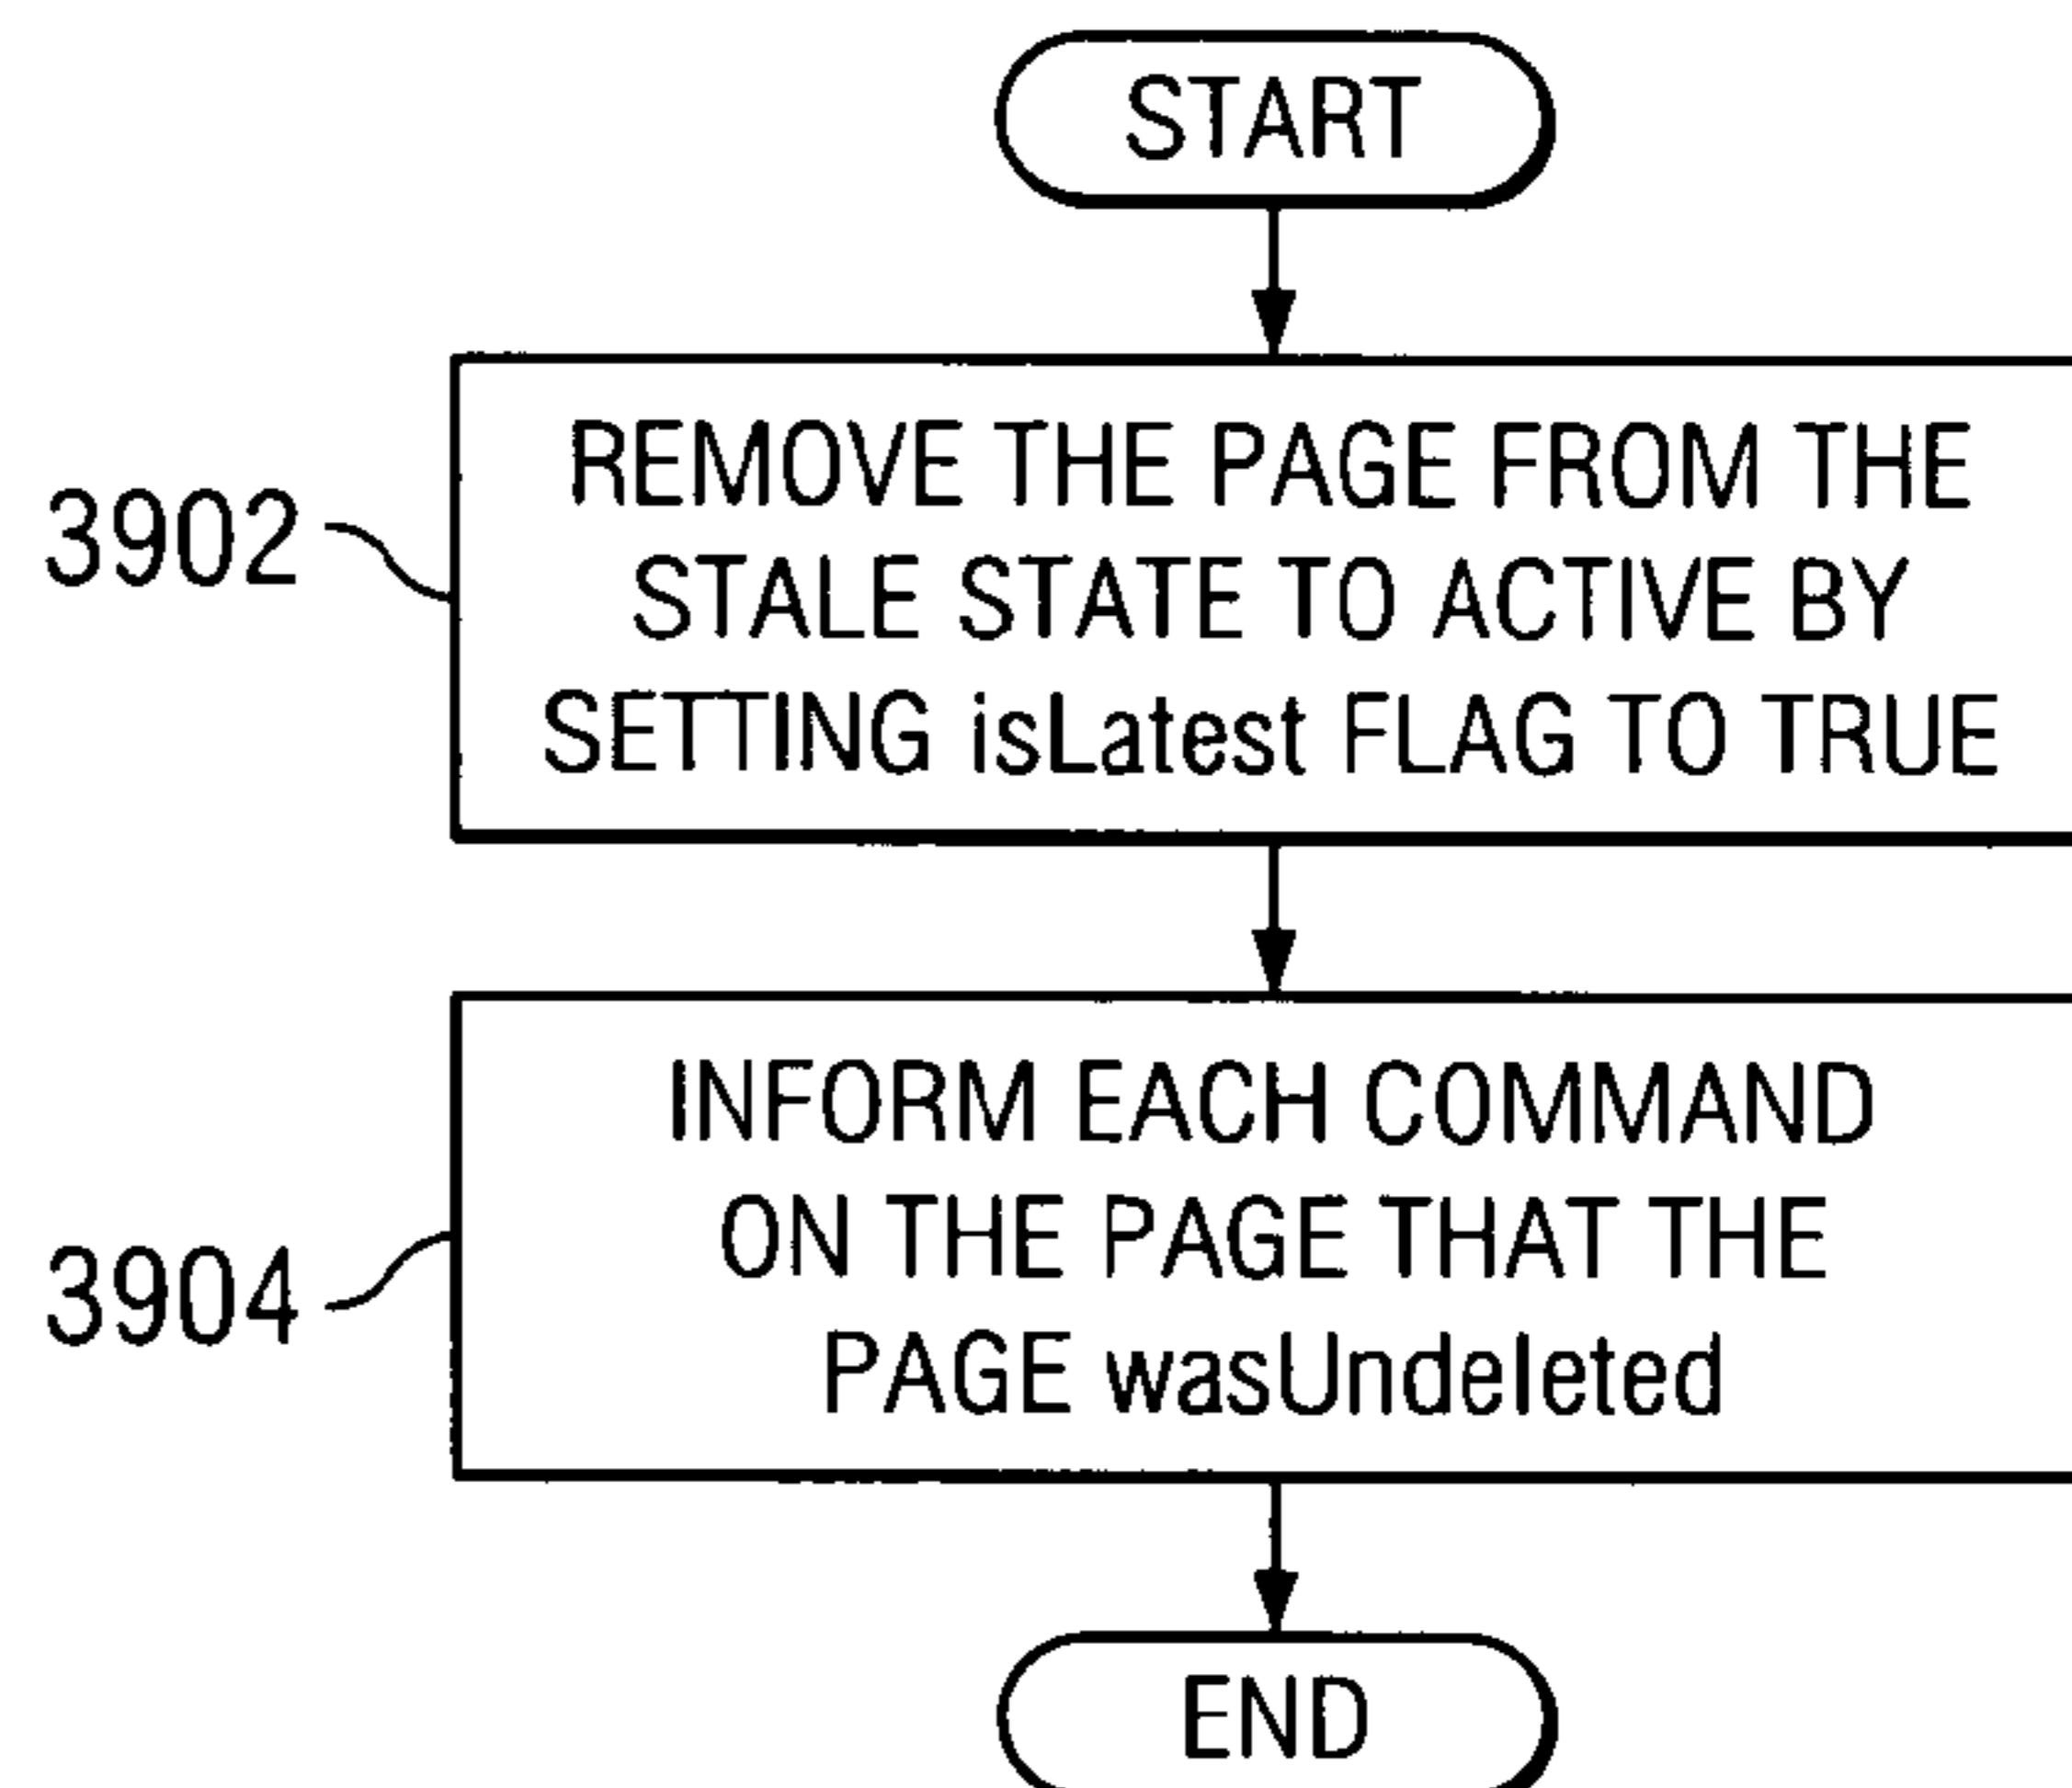 START
REMOVE THE PAGE FROM THE
STALE STATE TO ACTIVE BY
SETTING isLatest FLAG TO TRUE
3902
INFORM EACH COMMAND
ON THE PAGE THAT THE
PAGE wasUndeleted
3904
END